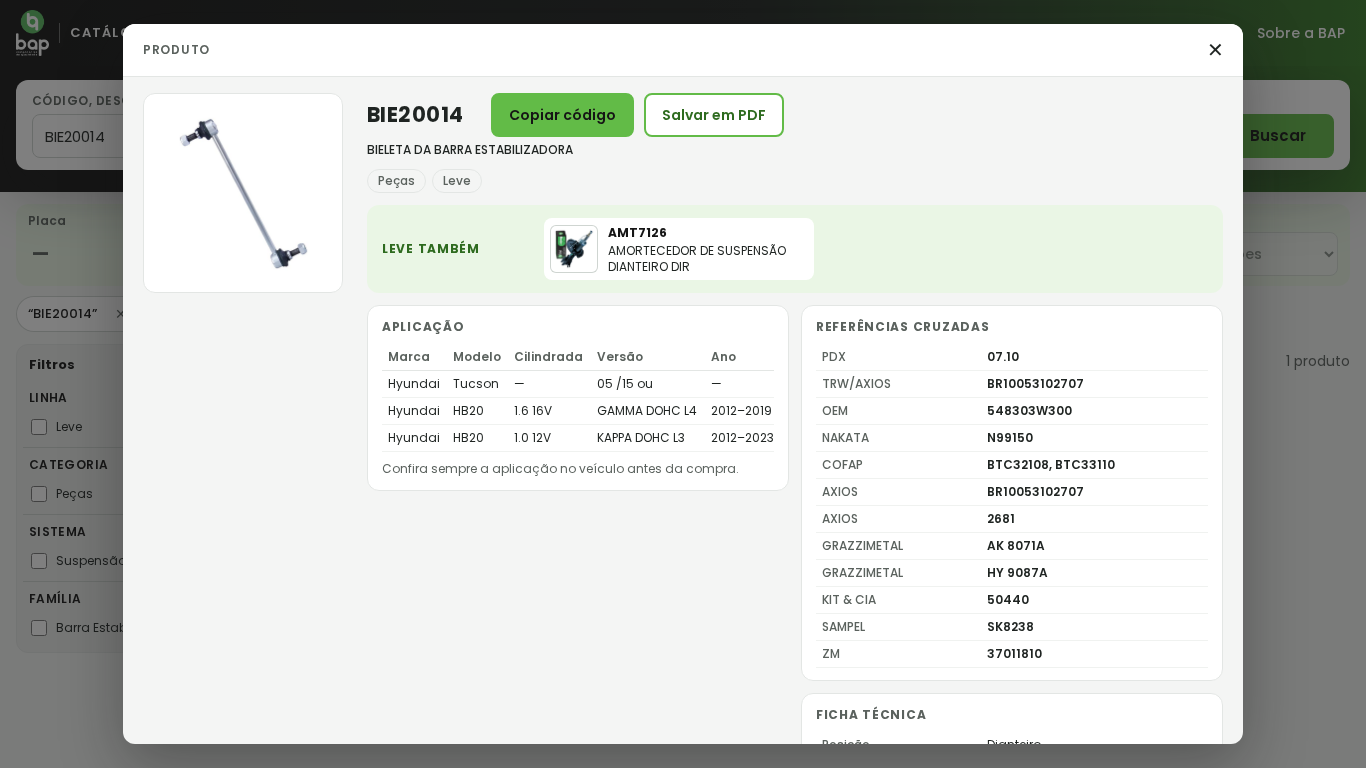 bap
CATÁLO
Sobre a BAP
PRODUTO
✕
CÓDIGO, DESC
BIE20014
Buscar
BIE20014
Copiar código
Salvar em PDF
BIELETA DA BARRA ESTABILIZADORA
Peças
Leve
LEVE TAMBÉM
AMT7126
AMORTECEDOR DE SUSPENSÃO
DIANTEIRO DIR
Placa
—
“BIE20014” ✕
1 produto
Filtros
LINHA
Leve
CATEGORIA
Peças
SISTEMA
Suspensão
FAMÍLIA
Barra Estab
APLICAÇÃO
Marca Modelo Cilindrada Versão Ano
Hyundai Tucson — 05 /15 ou —
Hyundai HB20 1.6 16V GAMMA DOHC L4 2012–2019
Hyundai HB20 1.0 12V KAPPA DOHC L3 2012–2023
Confira sempre a aplicação no veículo antes da compra.
REFERÊNCIAS CRUZADAS
PDX 07.10
TRW/AXIOS BR10053102707
OEM 548303W300
NAKATA N99150
COFAP BTC32108, BTC33110
AXIOS BR10053102707
AXIOS 2681
GRAZZIMETAL AK 8071A
GRAZZIMETAL HY 9087A
KIT & CIA 50440
SAMPEL SK8238
ZM 37011810
FICHA TÉCNICA
Posição Dianteiro